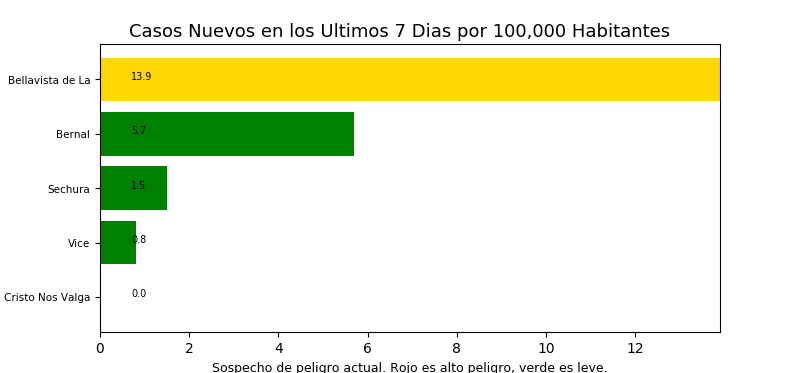 Casos Nuevos en los Ultimos 7 Dias por 100,000 Habitantes
Bellavista de La 13.9
Bernal 5.7
Sechura 1.5
Vice 0.8
Cristo Nos Valga 0.0
0 2 4 6 8 10 12
Sospecho de peligro actual. Rojo es alto peligro, verde es leve.